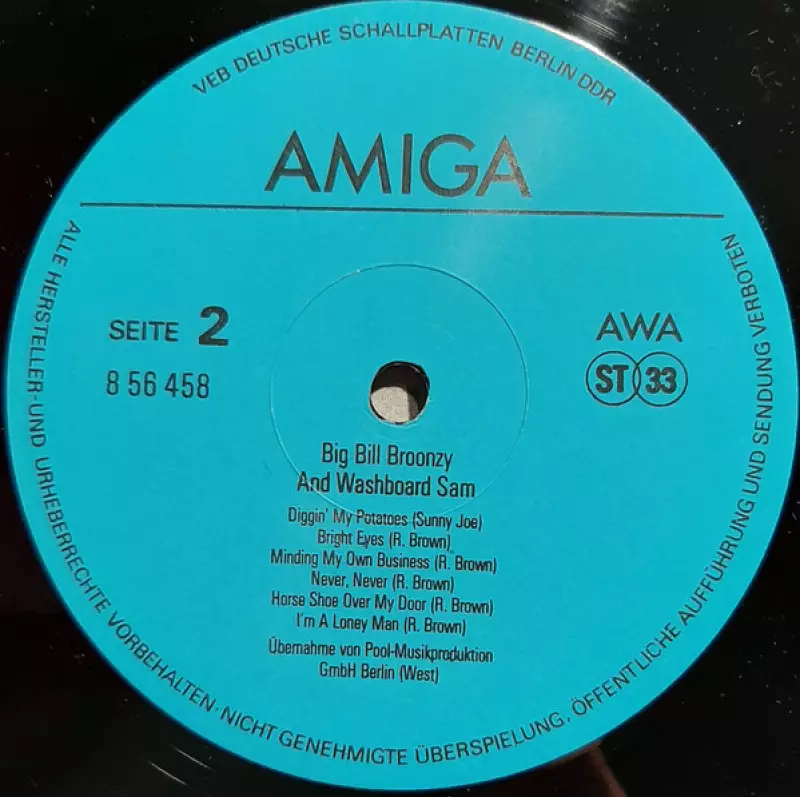 VEB DEUTSCHE SCHALLPLATTEN BERLIN DDR
AMIGA
SEITE 2
8 56 458
AWA
ST 33
Big Bill Broonzy
And Washboard Sam
Diggin' My Potatoes (Sunny Joe)
Bright Eyes (R. Brown)
Minding My Own Business (R. Brown)
Never, Never (R. Brown)
Horse Shoe Over My Door (R. Brown)
I'm A Loney Man (R. Brown)
Übernahme von Pool-Musikproduktion
GmbH Berlin (West)
ALLE HERSTELLER- UND URHEBERRECHTE VORBEHALTEN · NICHT GENEHMIGTE ÜBERSPIELUNG, ÖFFENTLICHE AUFFÜHRUNG UND SENDUNG VERBOTEN